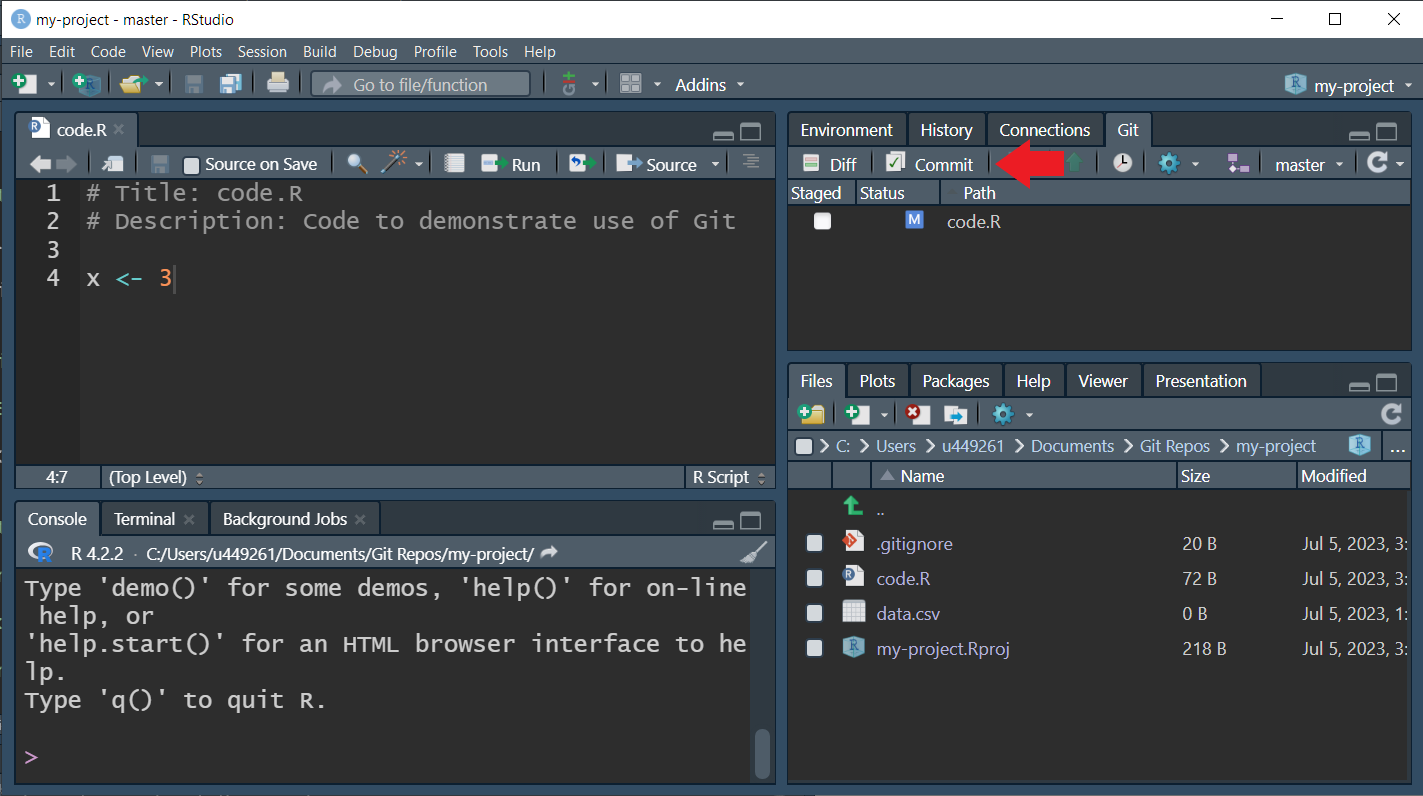 my-project - master - RStudio
File Edit Code View Plots Session Build Debug Profile Tools Help
Go to file/function Addins my-project
code.R
Source on Save Run Source
1 # Title: code.R
2 # Description: Code to demonstrate use of Git
3
4 x <- 3
4:7 (Top Level) R Script
Console Terminal Background Jobs
R 4.2.2 · C:/Users/u449261/Documents/Git Repos/my-project/
Type 'demo()' for some demos, 'help()' for on-line
help, or
'help.start()' for an HTML browser interface to he
lp.
Type 'q()' to quit R.
>
Environment History Connections Git
Diff Commit master
Staged Status Path
M code.R
Files Plots Packages Help Viewer Presentation
C: Users u449261 Documents Git Repos my-project ...
Name Size Modified
..
.gitignore 20 B Jul 5, 2023, 3:
code.R 72 B Jul 5, 2023, 3:
data.csv 0 B Jul 5, 2023, 1:
my-project.Rproj 218 B Jul 5, 2023, 3: